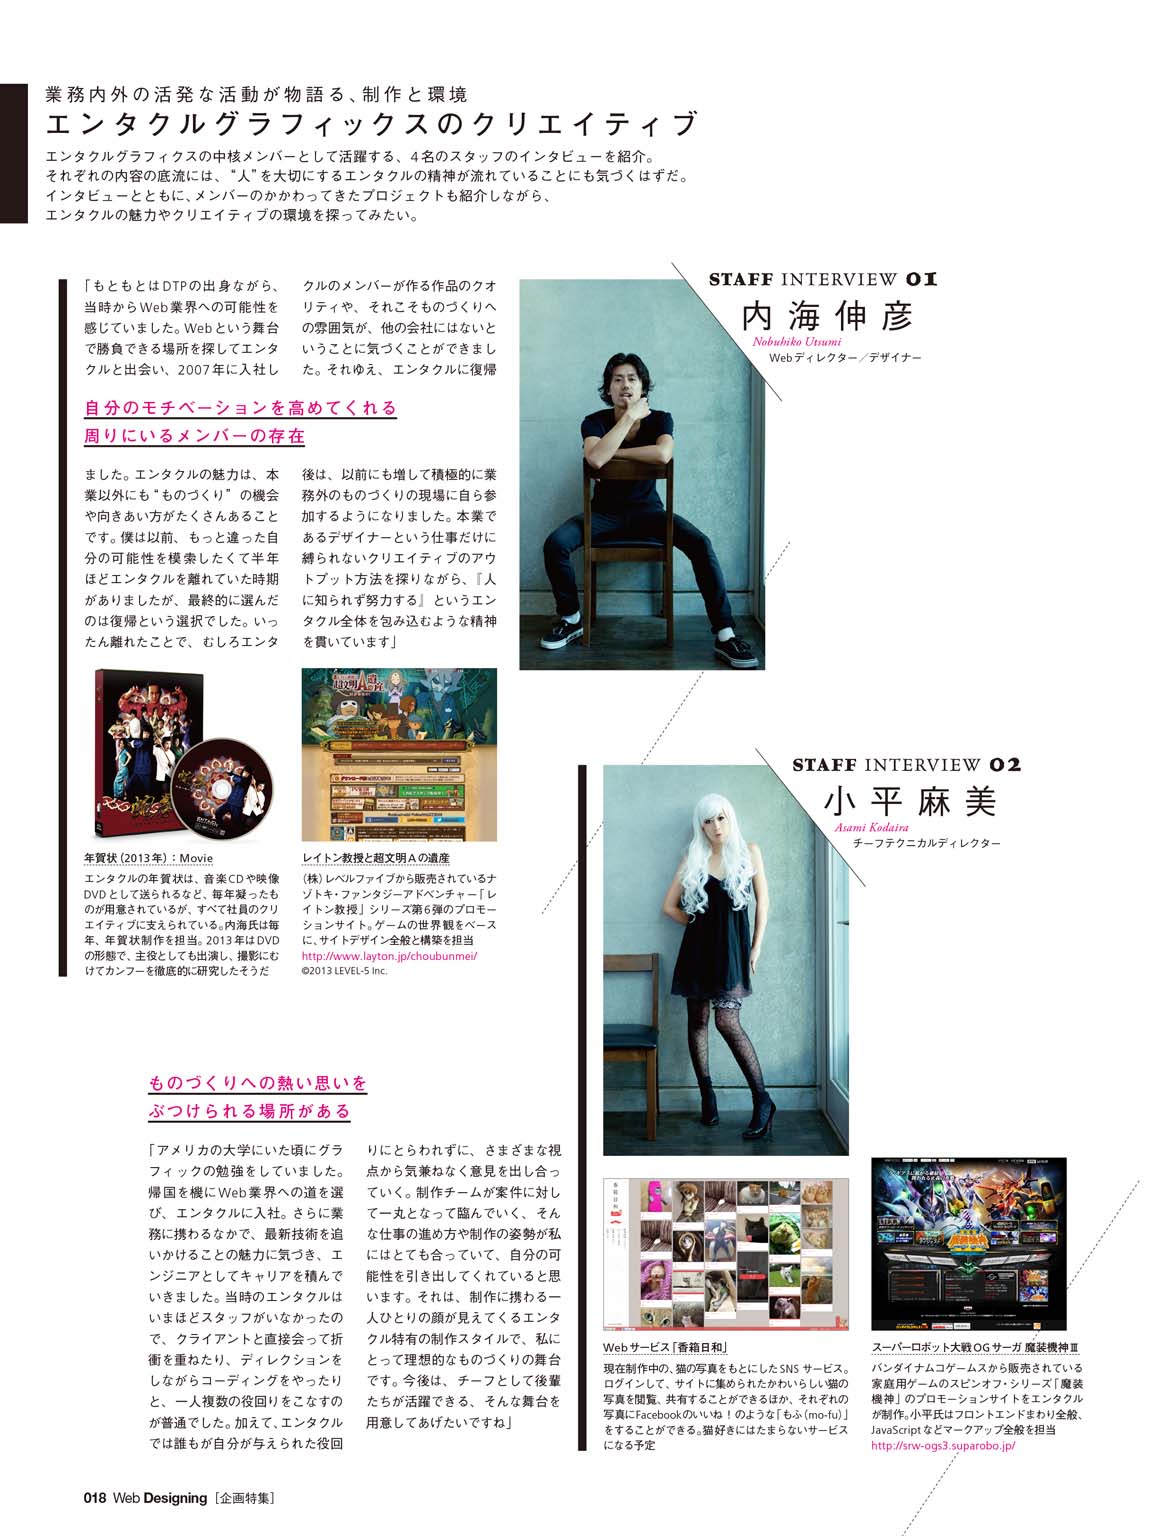 業務内外の活発な活動が物語る、制作と環境
エンタクルグラフィックスのクリエイティブ
エンタクルグラフィクスの中核メンバーとして活躍する、4名のスタッフのインタビューを紹介。
それぞれの内容の底流には、“人”を大切にするエンタクルの精神が流れていることにも気づくはずだ。
インタビューとともに、メンバーのかかわってきたプロジェクトも紹介しながら、
エンタクルの魅力やクリエイティブの環境を探ってみたい。
STAFF INTERVIEW 01
内海伸彦
Nobuhiko Utsumi
Webディレクター／デザイナー
「もともとはDTPの出身ながら、
当時からWeb業界への可能性を
感じていました。Webという舞台
で勝負できる場所を探してエンタ
クルと出会い、2007年に入社し
自分のモチベーションを高めてくれる
周りにいるメンバーの存在
ました。エンタクルの魅力は、本
業以外にも“ものづくり”の機会
や向きあい方がたくさんあること
です。僕は以前、もっと違った自
分の可能性を模索したくて半年
ほどエンタクルを離れていた時期
がありましたが、最終的に選んだ
のは復帰という選択でした。いっ
たん離れたことで、むしろエンタ
クルのメンバーが作る作品のクオ
リティや、それこそものづくりへ
の雰囲気が、他の会社にはないと
いうことに気づくことができまし
た。それゆえ、エンタクルに復帰
後は、以前にも増して積極的に業
務外のものづくりの現場に自ら参
加するようになりました。本業で
あるデザイナーという仕事だけに
縛られないクリエイティブのアウ
トプット方法を探りながら、『人
に知られず努力する』というエン
タクル全体を包み込むような精神
を貫いています」
年賀状（2013年）：Movie
エンタクルの年賀状は、音楽CDや映像
DVDとして送られるなど、毎年凝ったも
のが用意されているが、すべて社員のクリ
エイティブに支えられている。内海氏は毎
年、年賀状制作を担当。2013年はDVD
の形態で、主役としても出演し、撮影にむ
けてカンフーを徹底的に研究したそうだ
レイトン教授と超文明Aの遺産
（株）レベルファイブから販売されているナ
ゾトキ・ファンタジーアドベンチャー「レ
イトン教授」シリーズ第6弾のプロモー
ションサイト。ゲームの世界観をベース
に、サイトデザイン全般と構築を担当
http://www.layton.jp/choubunmei/
©2013 LEVEL-5 Inc.
STAFF INTERVIEW 02
小平麻美
Asami Kodaira
チーフテクニカルディレクター
ものづくりへの熱い思いを
ぶつけられる場所がある
「アメリカの大学にいた頃にグラ
フィックの勉強をしていました。
帰国を機にWeb業界への道を選
び、エンタクルに入社。さらに業
務に携わるなかで、最新技術を追
いかけることの魅力に気づき、エ
ンジニアとしてキャリアを積んで
いきました。当時のエンタクルは
いまほどスタッフがいなかったの
で、クライアントと直接会って折
衝を重ねたり、ディレクションを
しながらコーディングをやったり
と、一人複数の役回りをこなすの
が普通でした。加えて、エンタクル
では誰もが自分が与えられた役回
りにとらわれずに、さまざまな視
点から気兼ねなく意見を出し合っ
ていく。制作チームが案件に対し
て一丸となって臨んでいく、そん
な仕事の進め方や制作の姿勢が私
にはとても合っていて、自分の可
能性を引き出してくれていると思
います。それは、制作に携わる一
人ひとりの顔が見えてくるエンタ
クル特有の制作スタイルで、私に
とって理想的なものづくりの舞台
です。今後は、チーフとして後輩
たちが活躍できる、そんな舞台を
用意してあげたいですね」
香箱日和
Webサービス「香箱日和」
現在制作中の、猫の写真をもとにしたSNSサービス。
ログインして、サイトに集められたかわいらしい猫の
写真を閲覧、共有することができるほか、それぞれの
写真にFacebookのいいね！のような「もふ（mo-fu）」
をすることができる。猫好きにはたまらないサービス
になる予定
スーパーロボット大戦OGサーガ 魔装機神Ⅲ
バンダイナムコゲームスから販売されている
家庭用ゲームのスピンオフ・シリーズ「魔装
機神」のプロモーションサイトをエンタクル
が制作。小平氏はフロントエンドまわり全般、
JavaScriptなどマークアップ全般を担当
http://srw-ogs3.suparobo.jp/
018 Web Designing［企画特集］